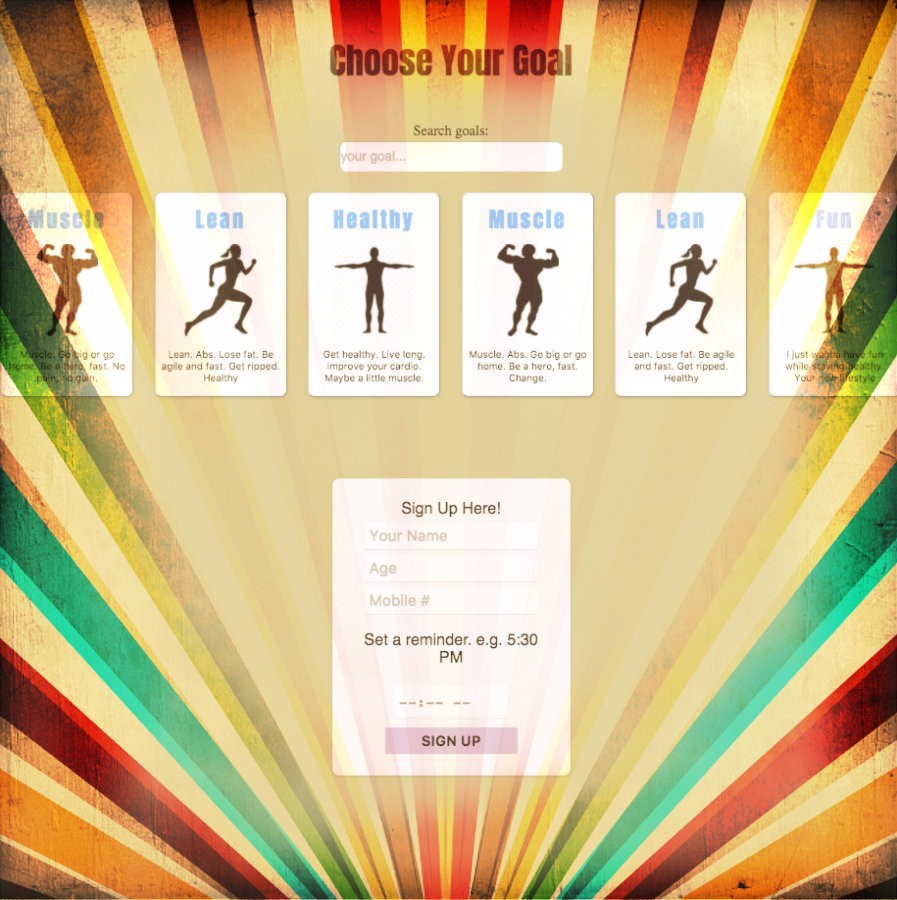 Choose Your Goal
Search goals:
your goal...
Muscle
Muscle. Go big or go
home. Be a hero, fast. No
pain, no gain.
Lean
Lean. Abs. Lose fat. Be
agile and fast. Get ripped.
Healthy
Healthy
Get healthy. Live long.
Improve your cardio.
Maybe a little muscle.
Muscle
Muscle. Abs. Go big or go
home. Be a hero, fast.
Change.
Lean
Lean. Lose fat. Be agile
and fast. Get ripped.
Healthy
Fun
I just wanna have fun
while staying healthy.
Your new lifestyle
Sign Up Here!
Your Name
Age
Mobile #
Set a reminder. e.g. 5:30
PM
--:-- --
SIGN UP